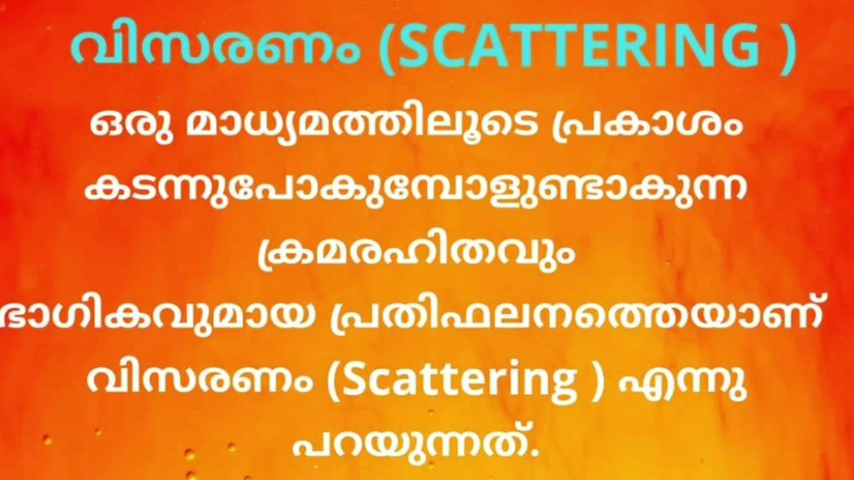 വിസരണം (SCATTERING )
ഒരു മാധ്യമത്തിലൂടെ പ്രകാശം
കടന്നുപോകുമ്പോളുണ്ടാകുന്ന
ക്രമരഹിതവും
ഭാഗികവുമായ പ്രതിഫലനത്തെയാണ്
വിസരണം (Scattering ) എന്നു
പറയുന്നത്.